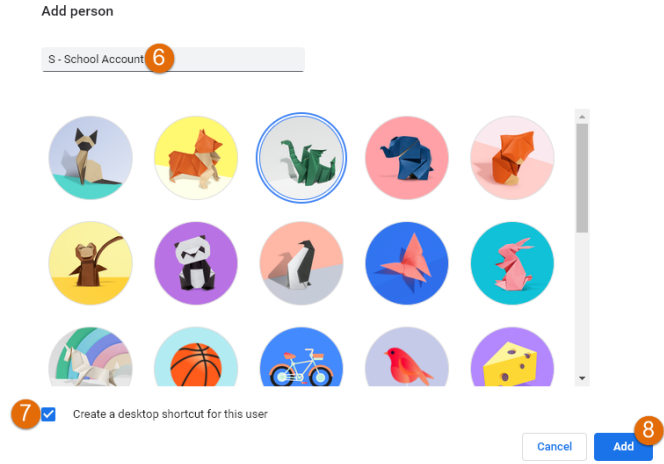 Add person
S - School Account 6
7 Create a desktop shortcut for this user
8
Cancel Add